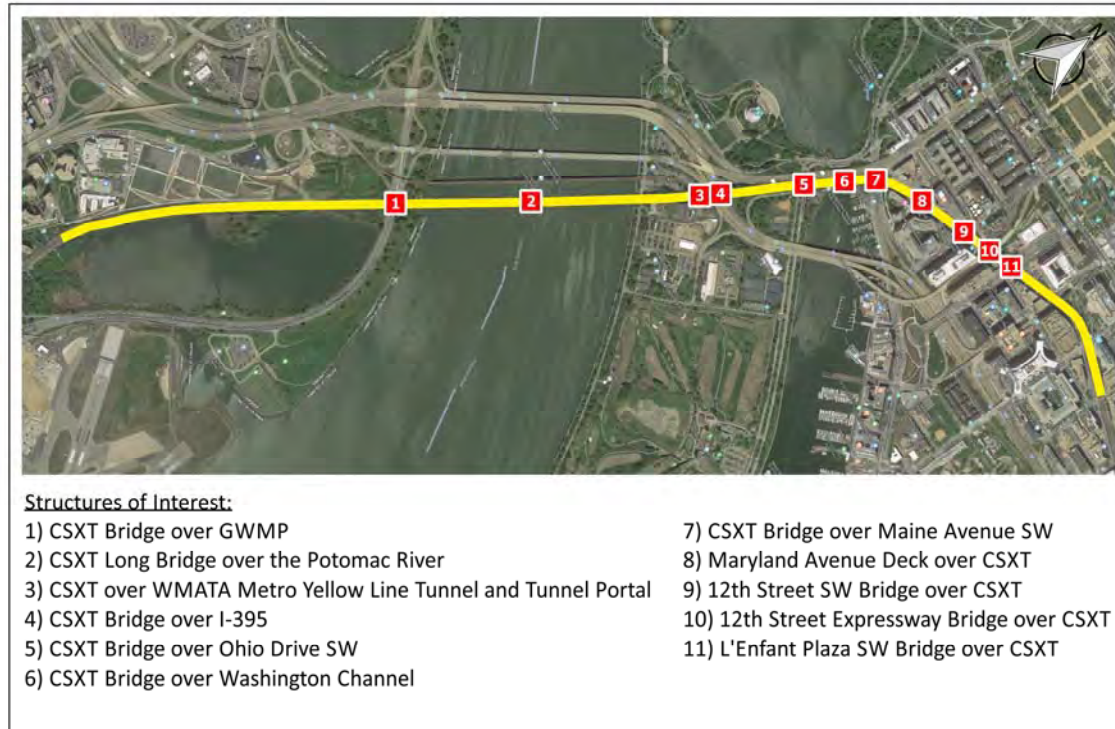 1
2
3
4
5
6
7
8
9
10
11
Structures of Interest:
1) CSXT Bridge over GWMP
2) CSXT Long Bridge over the Potomac River
3) CSXT over WMATA Metro Yellow Line Tunnel and Tunnel Portal
4) CSXT Bridge over I-395
5) CSXT Bridge over Ohio Drive SW
6) CSXT Bridge over Washington Channel
7) CSXT Bridge over Maine Avenue SW
8) Maryland Avenue Deck over CSXT
9) 12th Street SW Bridge over CSXT
10) 12th Street Expressway Bridge over CSXT
11) L'Enfant Plaza SW Bridge over CSXT